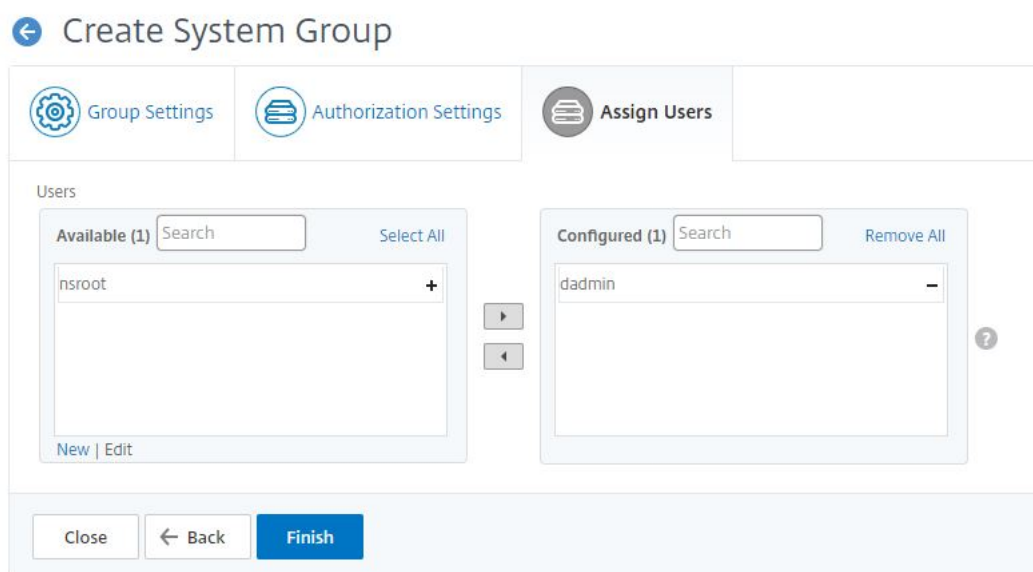 Create System Group
Group Settings
Authorization Settings
Assign Users
Users
Available (1) Search Select All
nsroot +
New | Edit
Configured (1) Search Remove All
dadmin −
?
Close
← Back
Finish